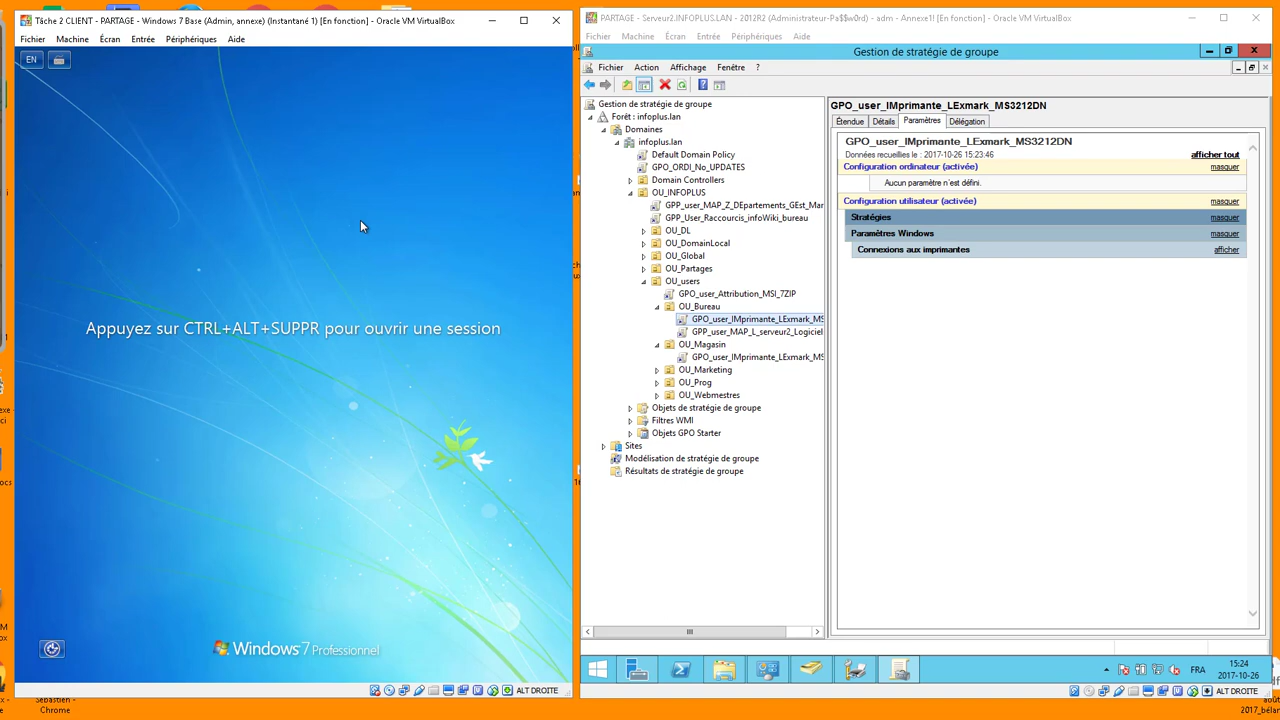 Tâche 2 CLIENT - PARTAGE - Windows 7 Base (Admin, annexe) (Instantané 1) [En fonction] - Oracle VM VirtualBox
Fichier Machine Écran Entrée Périphériques Aide
EN
Appuyez sur CTRL+ALT+SUPPR pour ouvrir une session
Windows 7 Professionnel
ALT DROITE
PARTAGE - Serveur2.INFOPLUS.LAN - 2012R2 (Administrateur-Pa$$w0rd) - adm - Annexe1! [En fonction] - Oracle VM VirtualBox
Fichier Machine Écran Entrée Périphériques Aide
Gestion de stratégie de groupe
Fichier Action Affichage Fenêtre ?
Gestion de stratégie de groupe
Forêt : infoplus.lan
Domaines
infoplus.lan
Default Domain Policy
GPO_ORDI_No_UPDATES
Domain Controllers
OU_INFOPLUS
GPP_user_MAP_Z_DEpartements_GEst_Mar
GPP_User_Raccourcis_infoWiki_bureau
OU_DL
OU_DomainLocal
OU_Global
OU_Partages
OU_users
GPO_user_Attribution_MSI_7ZIP
OU_Bureau
GPO_user_IMprimante_LExmark_MS
GPP_user_MAP_L_serveur2_Logiciel
OU_Magasin
GPO_user_IMprimante_LExmark_MS
OU_Marketing
OU_Prog
OU_Webmestres
Objets de stratégie de groupe
Filtres WMI
Objets GPO Starter
Sites
Modélisation de stratégie de groupe
Résultats de stratégie de groupe
GPO_user_IMprimante_LExmark_MS3212DN
Étendue Détails Paramètres Délégation
GPO_user_IMprimante_LExmark_MS3212DN
Données recueillies le : 2017-10-26 15:23:46 afficher tout
Configuration ordinateur (activée) masquer
Aucun paramètre n'est défini.
Configuration utilisateur (activée) masquer
Stratégies masquer
Paramètres Windows masquer
Connexions aux imprimantes afficher
FRA
15:24
2017-10-26
ALT DROITE
Sébastien -
Chrome
2017_bélan